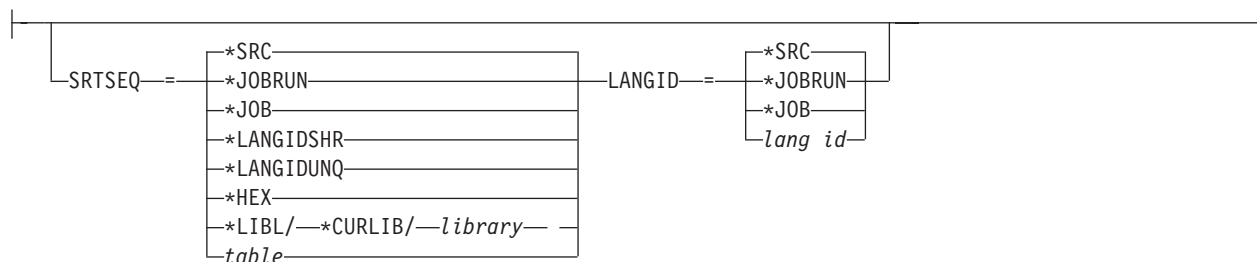 *SRC *SRC
SRTSEQ = *JOBRUN LANGID = *JOBRUN
*JOB *JOB
*LANGIDSHR lang id
*LANGIDUNQ
*HEX
*LIBL/ *CURLIB/ library
table